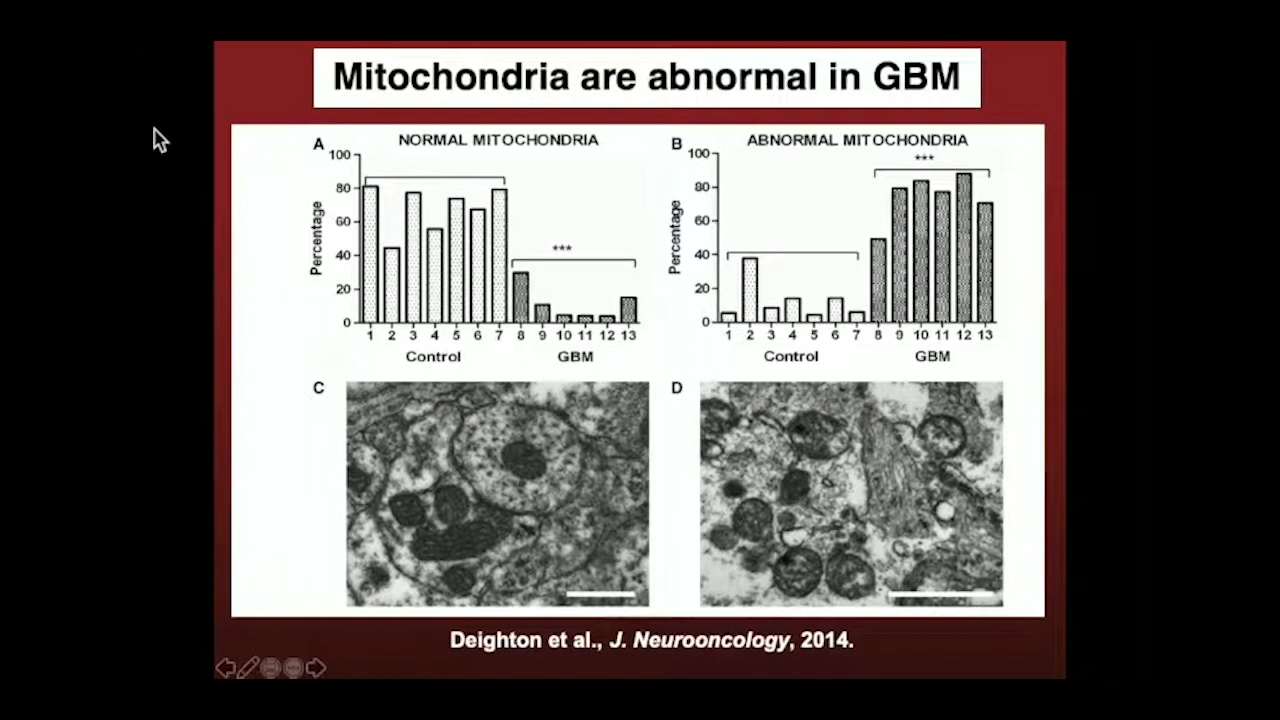 Mitochondria are abnormal in GBM
A
NORMAL MITOCHONDRIA
Percentage
100
80
60
40
20
0
***
1 2 3 4 5 6 7 8 9 10 11 12 13
Control GBM
B
ABNORMAL MITOCHONDRIA
Percentage
100
80
60
40
20
0
***
1 2 3 4 5 6 7 8 9 10 11 12 13
Control GBM
C
D
Deighton et al., J. Neurooncology, 2014.